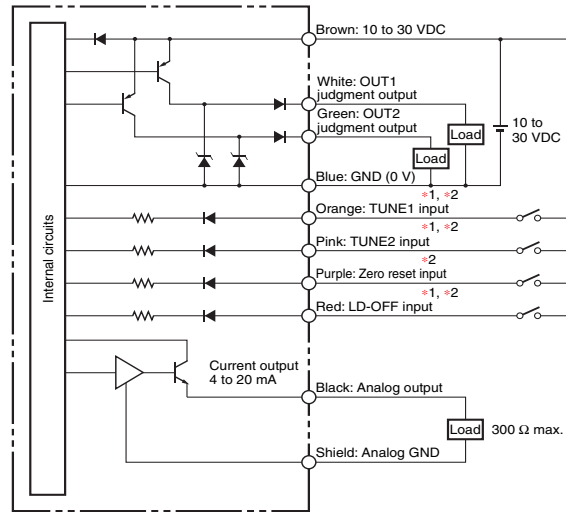 Brown: 10 to 30 VDC
White: OUT1
judgment output
Green: OUT2
judgment output
Load
Load
10 to
30 VDC
Blue: GND (0 V)
*1, *2
Orange: TUNE1 input
*1, *2
Pink: TUNE2 input
*2
Purple: Zero reset input
*1, *2
Red: LD-OFF input
Internal circuits
Current output
4 to 20 mA
Black: Analog output
Load
300 Ω max.
Shield: Analog GND